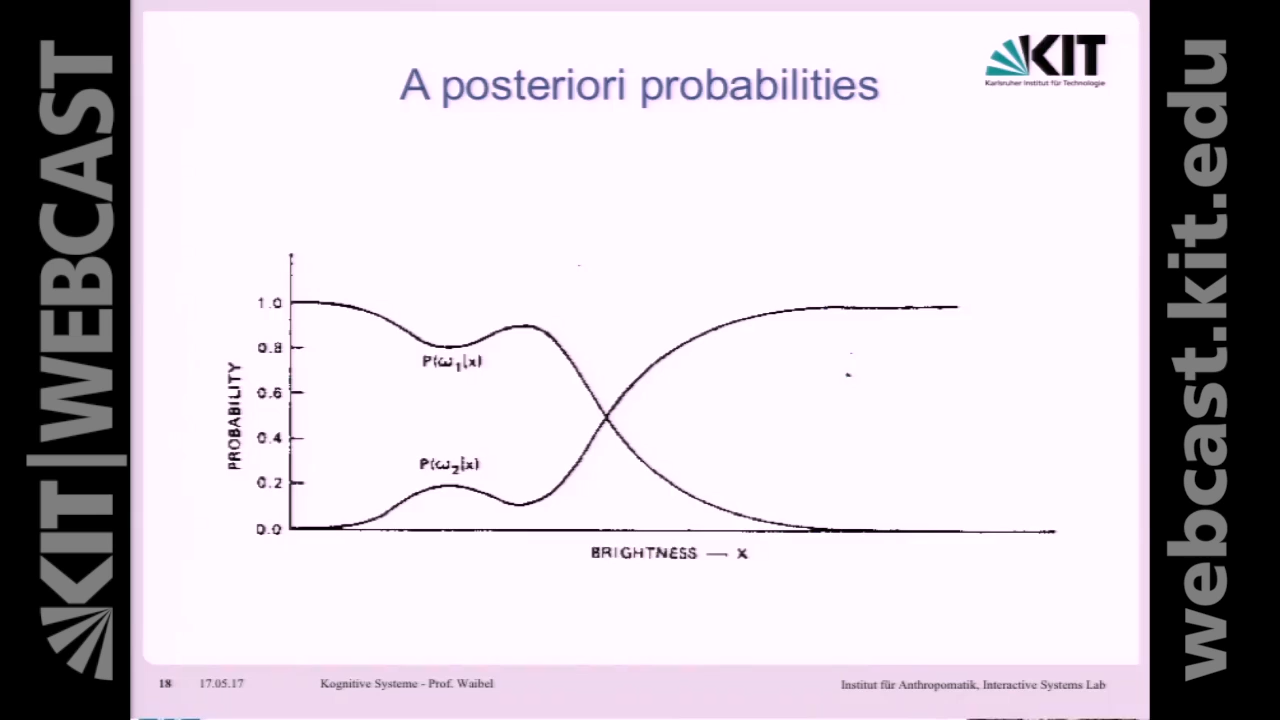 KIT|WEBCAST
A posteriori probabilities
KIT
Karlsruher Institut für Technologie
1.0
0.8
P(ω₁|x)
0.6
0.4
P(ω₂|x)
0.2
0.0
PROBABILITY
BRIGHTNESS — X
18 17.05.17 Kognitive Systeme - Prof. Waibel Institut für Anthropomatik, Interactive Systems Lab
webcast.kit.edu